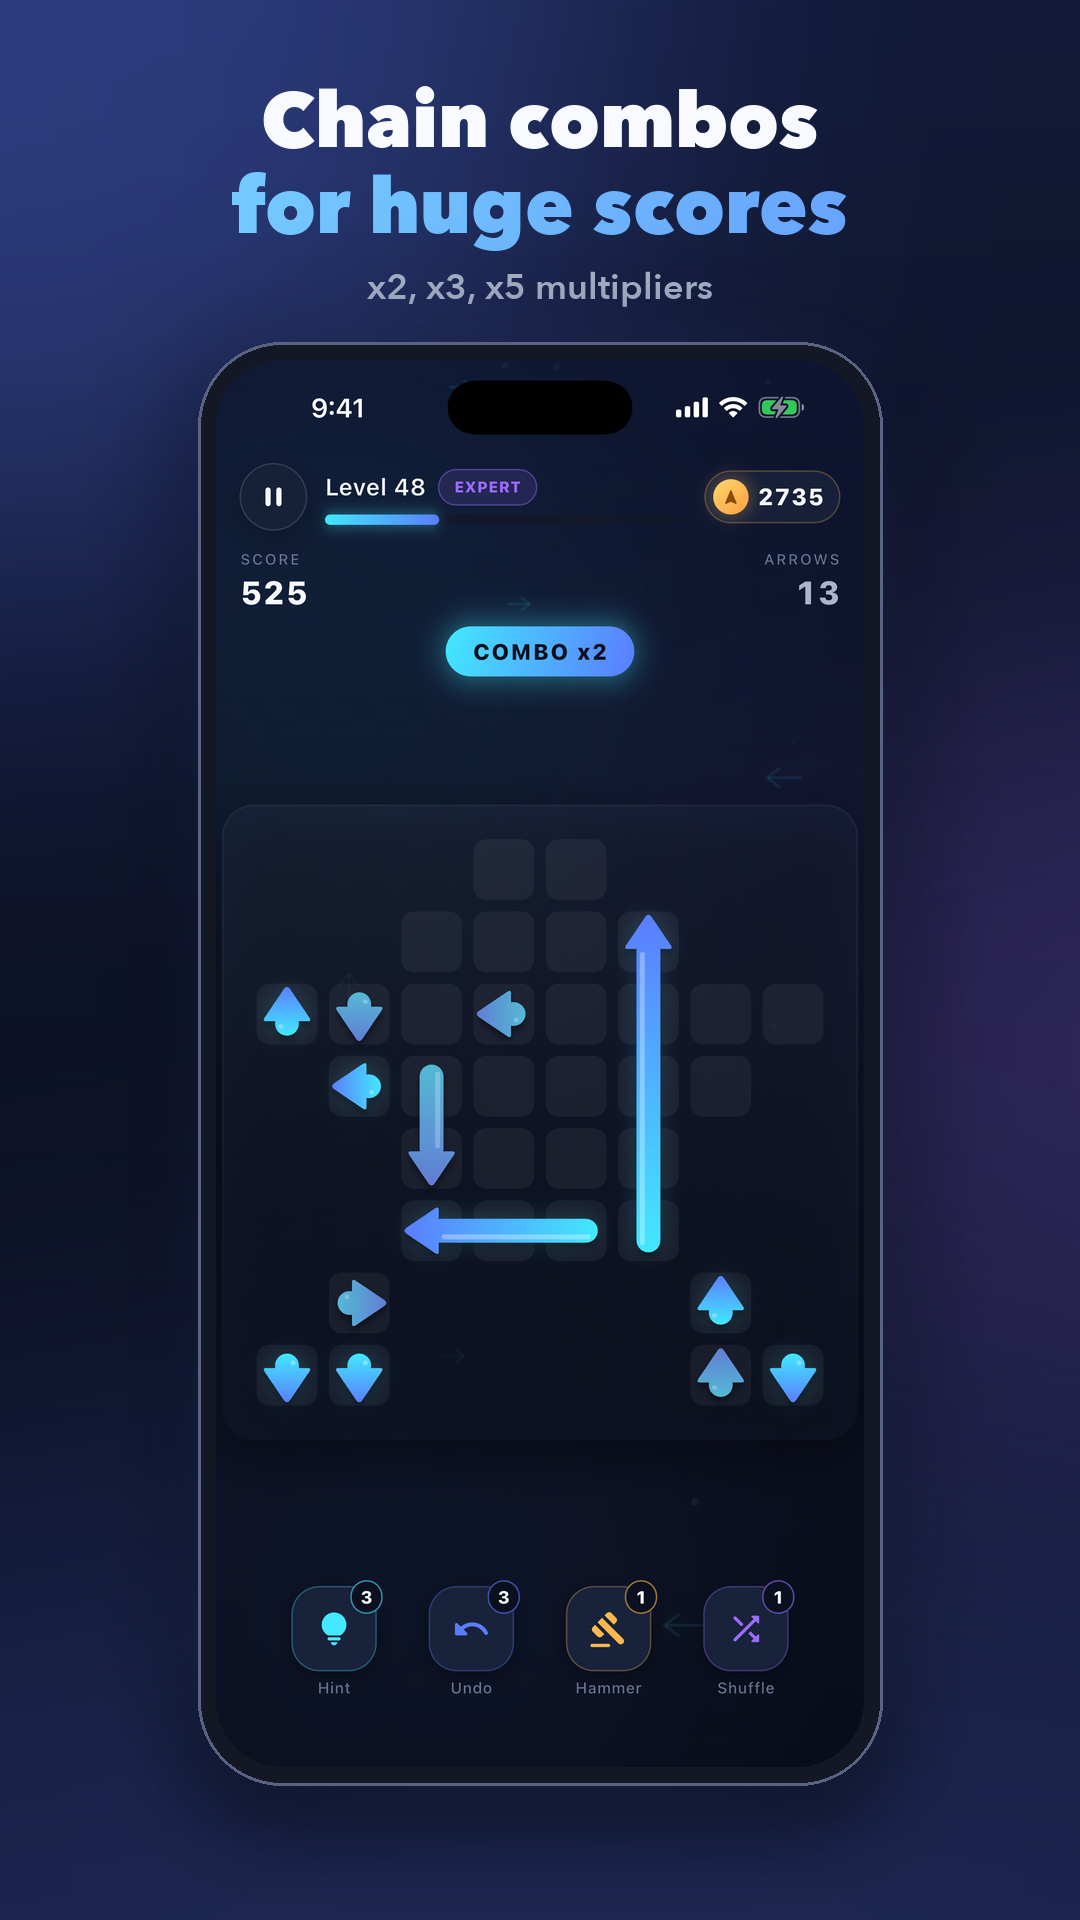 Chain combos
for huge scores
x2, x3, x5 multipliers
9:41
Level 48 EXPERT
2735
SCORE
ARROWS
525
13
COMBO x2
3
3
1
1
Hint
Undo
Hammer
Shuffle